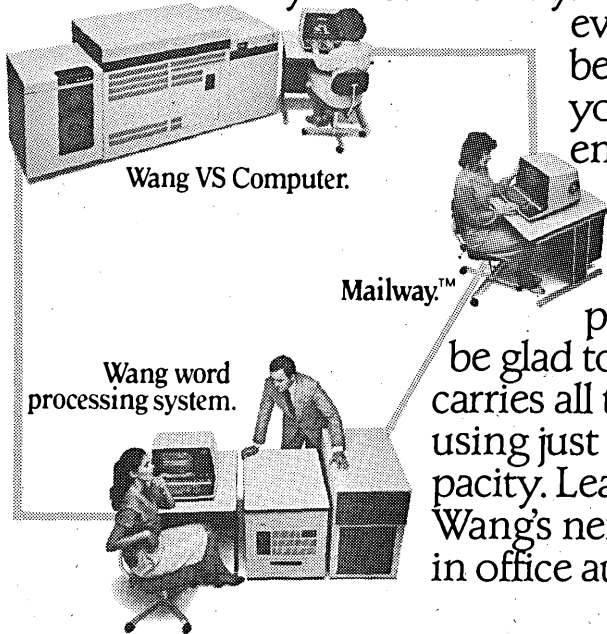 ev
be
yo
en
Wang VS Computer.
Mailway.™
p
be glad to
carries all t
using just
pacity. Lea
Wang's ne
in office au
Wang word
processing system.